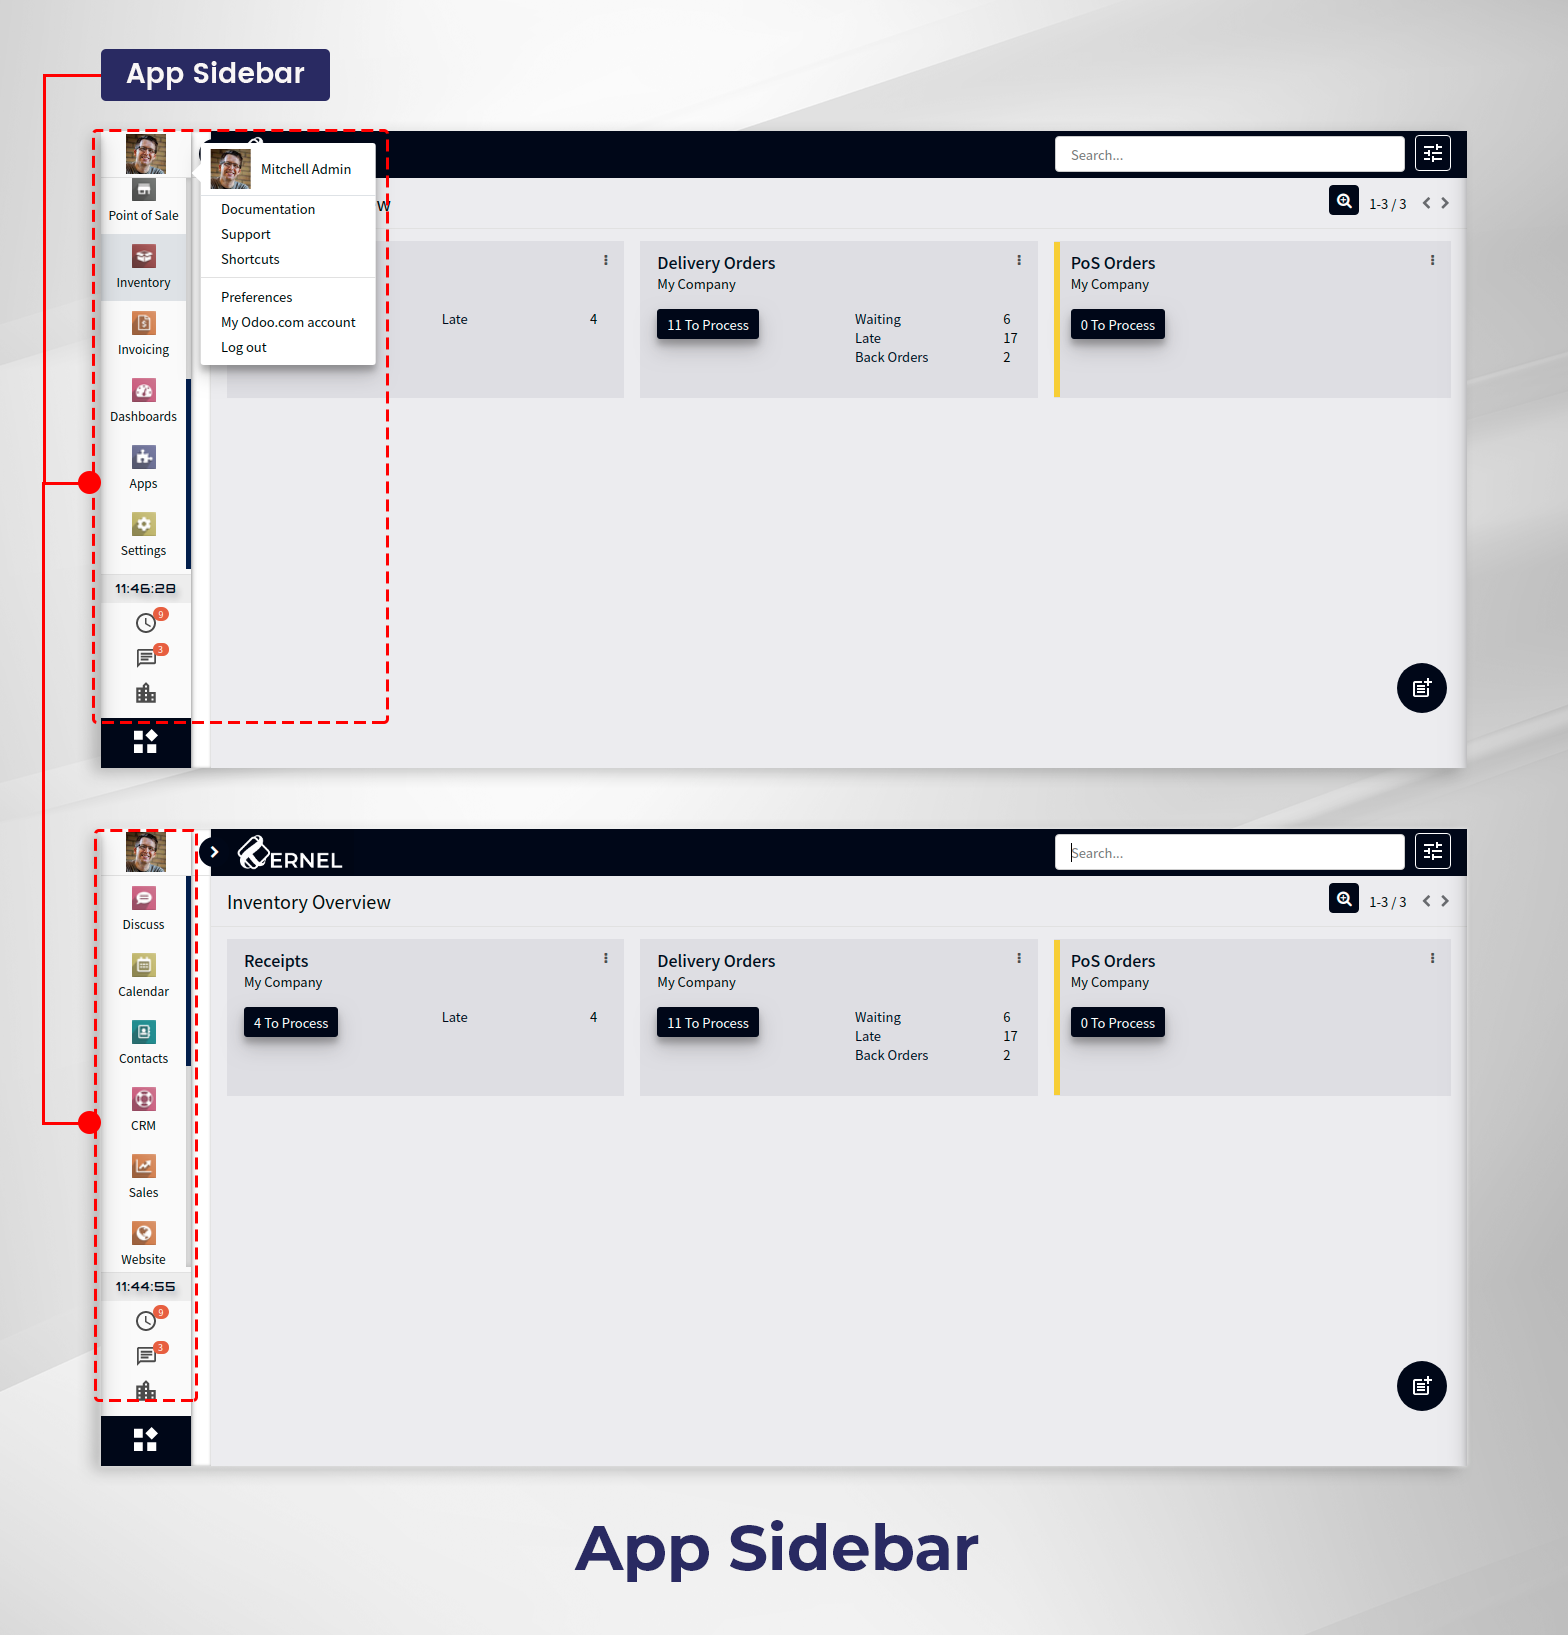 App Sidebar
Search...
Mitchell Admin
Point of Sale
Documentation
w
1-3 / 3
Support
Shortcuts
Inventory
Delivery Orders
PoS Orders
My Company
My Company
Preferences
Invoicing
My Odoo.com account
Log out
Late 4
11 To Process
Waiting 6
Late 17
Back Orders 2
0 To Process
Dashboards
Apps
Settings
11:46:28
9
3
ERNEL
Search...
Inventory Overview
1-3 / 3
Discuss
Calendar
Contacts
CRM
Sales
Website
Receipts
My Company
4 To Process
Late 4
Delivery Orders
My Company
11 To Process
Waiting 6
Late 17
Back Orders 2
PoS Orders
My Company
0 To Process
11:44:55
9
3
App Sidebar